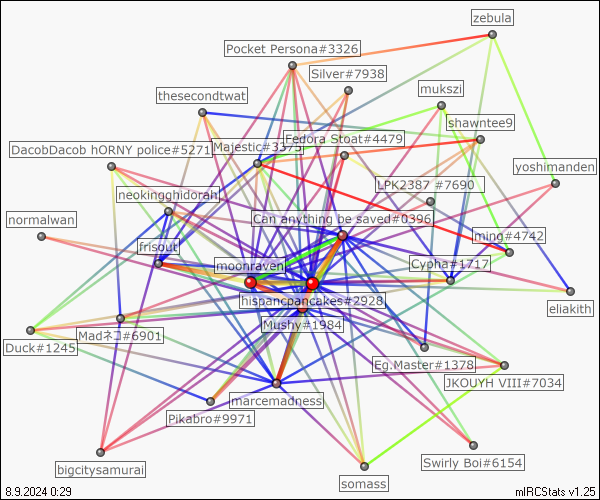 zebula
Pocket Persona#3326
Silver#7938
mukszi
thesecondtwat
shawntee9
Fedora Stoat#4479
Majestic#3375
DacobDacob hORNY police#5271
yoshimanden
LPK2387 #7690
neokingghidorah
normalwan
Can anything be saved#0396
ming#4742
frisout
moonraven
Cypha#1717
hispancpancakes#2928
eliakith
Mushy#1984
Madネコ#6901
Duck#1245
Eg.Master#1378
JKOUYH VIII#7034
marcemadness
Pikabro#9971
Swirly Boi#6154
bigcitysamurai
somass
8.9.2024 0:29
mIRCStats v1.25